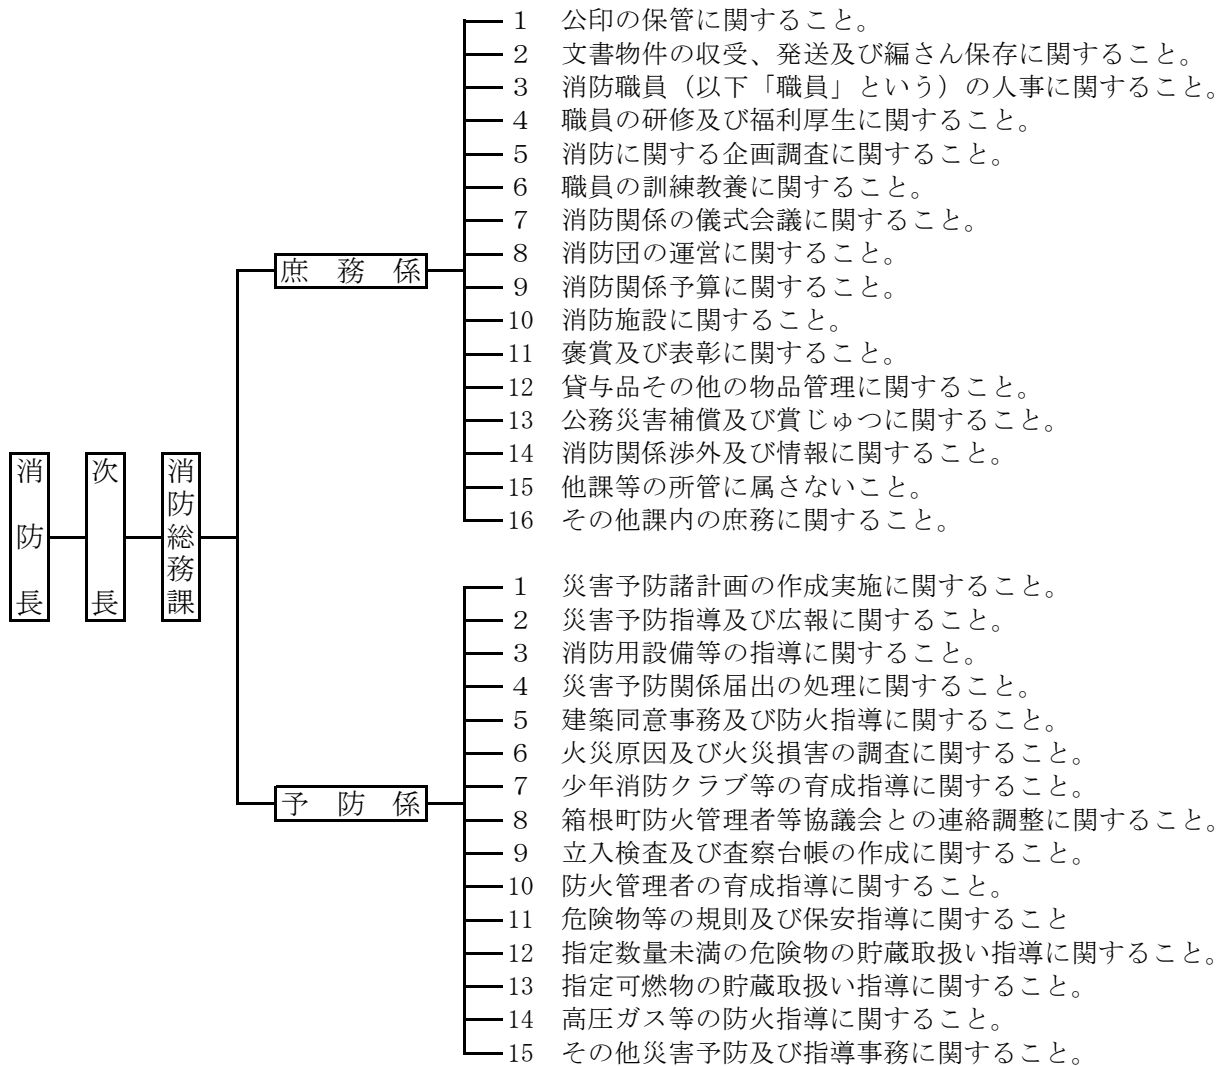 消防長
次長
消防総務課
庶務係
1 公印の保管に関すること。
2 文書物件の収受、発送及び編さん保存に関すること。
3 消防職員（以下「職員」という）の人事に関すること。
4 職員の研修及び福利厚生に関すること。
5 消防に関する企画調査に関すること。
6 職員の訓練教養に関すること。
7 消防関係の儀式会議に関すること。
8 消防団の運営に関すること。
9 消防関係予算に関すること。
10 消防施設に関すること。
11 褒賞及び表彰に関すること。
12 貸与品その他の物品管理に関すること。
13 公務災害補償及び賞じゅつに関すること。
14 消防関係渉外及び情報に関すること。
15 他課等の所管に属さないこと。
16 その他課内の庶務に関すること。
予防係
1 災害予防諸計画の作成実施に関すること。
2 災害予防指導及び広報に関すること。
3 消防用設備等の指導に関すること。
4 災害予防関係届出の処理に関すること。
5 建築同意事務及び防火指導に関すること。
6 火災原因及び火災損害の調査に関すること。
7 少年消防クラブ等の育成指導に関すること。
8 箱根町防火管理者等協議会との連絡調整に関すること。
9 立入検査及び査察台帳の作成に関すること。
10 防火管理者の育成指導に関すること。
11 危険物等の規則及び保安指導に関すること
12 指定数量未満の危険物の貯蔵取扱い指導に関すること。
13 指定可燃物の貯蔵取扱い指導に関すること。
14 高圧ガス等の防火指導に関すること。
15 その他災害予防及び指導事務に関すること。